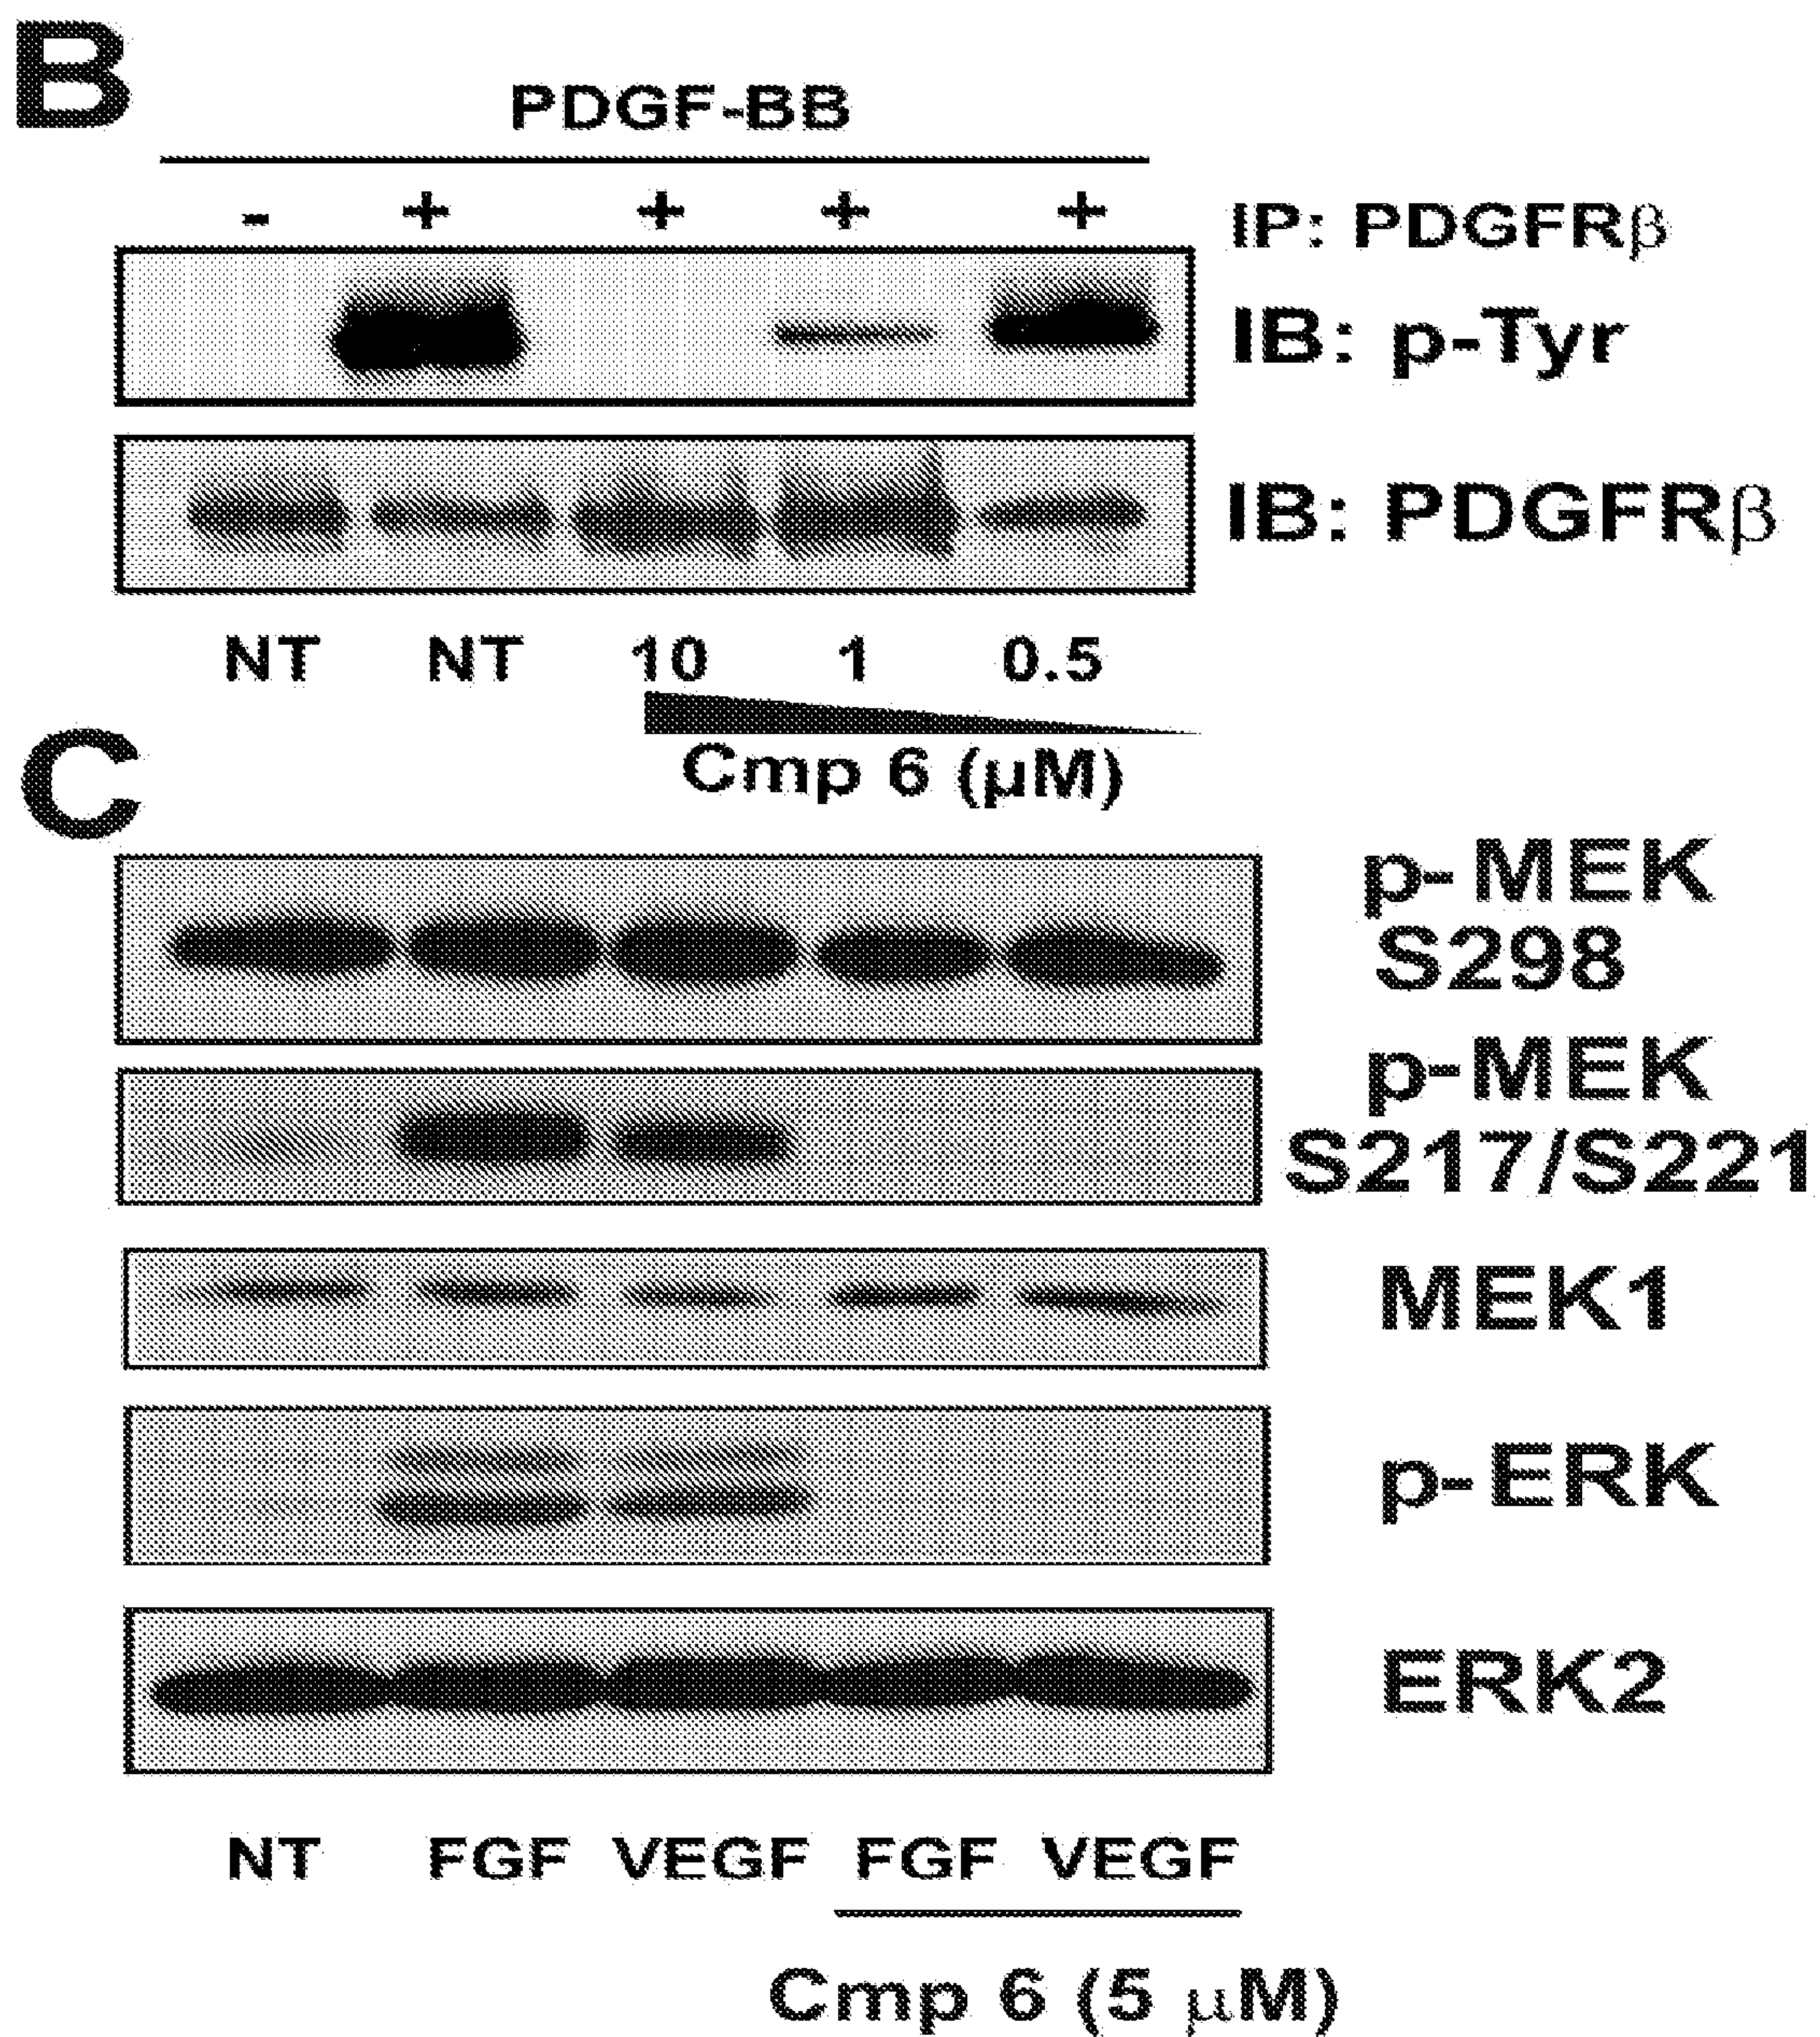 B
PDGF-BB
- + + + +
IP: PDGFRβ
IB: p-Tyr
IB: PDGFRβ
NT NT 10 1 0.5
Cmp 6 (µM)
C
p-MEK
S298
p-MEK
S217/S221
MEK1
p-ERK
ERK2
NT FGF VEGF FGF VEGF
Cmp 6 (5 µM)